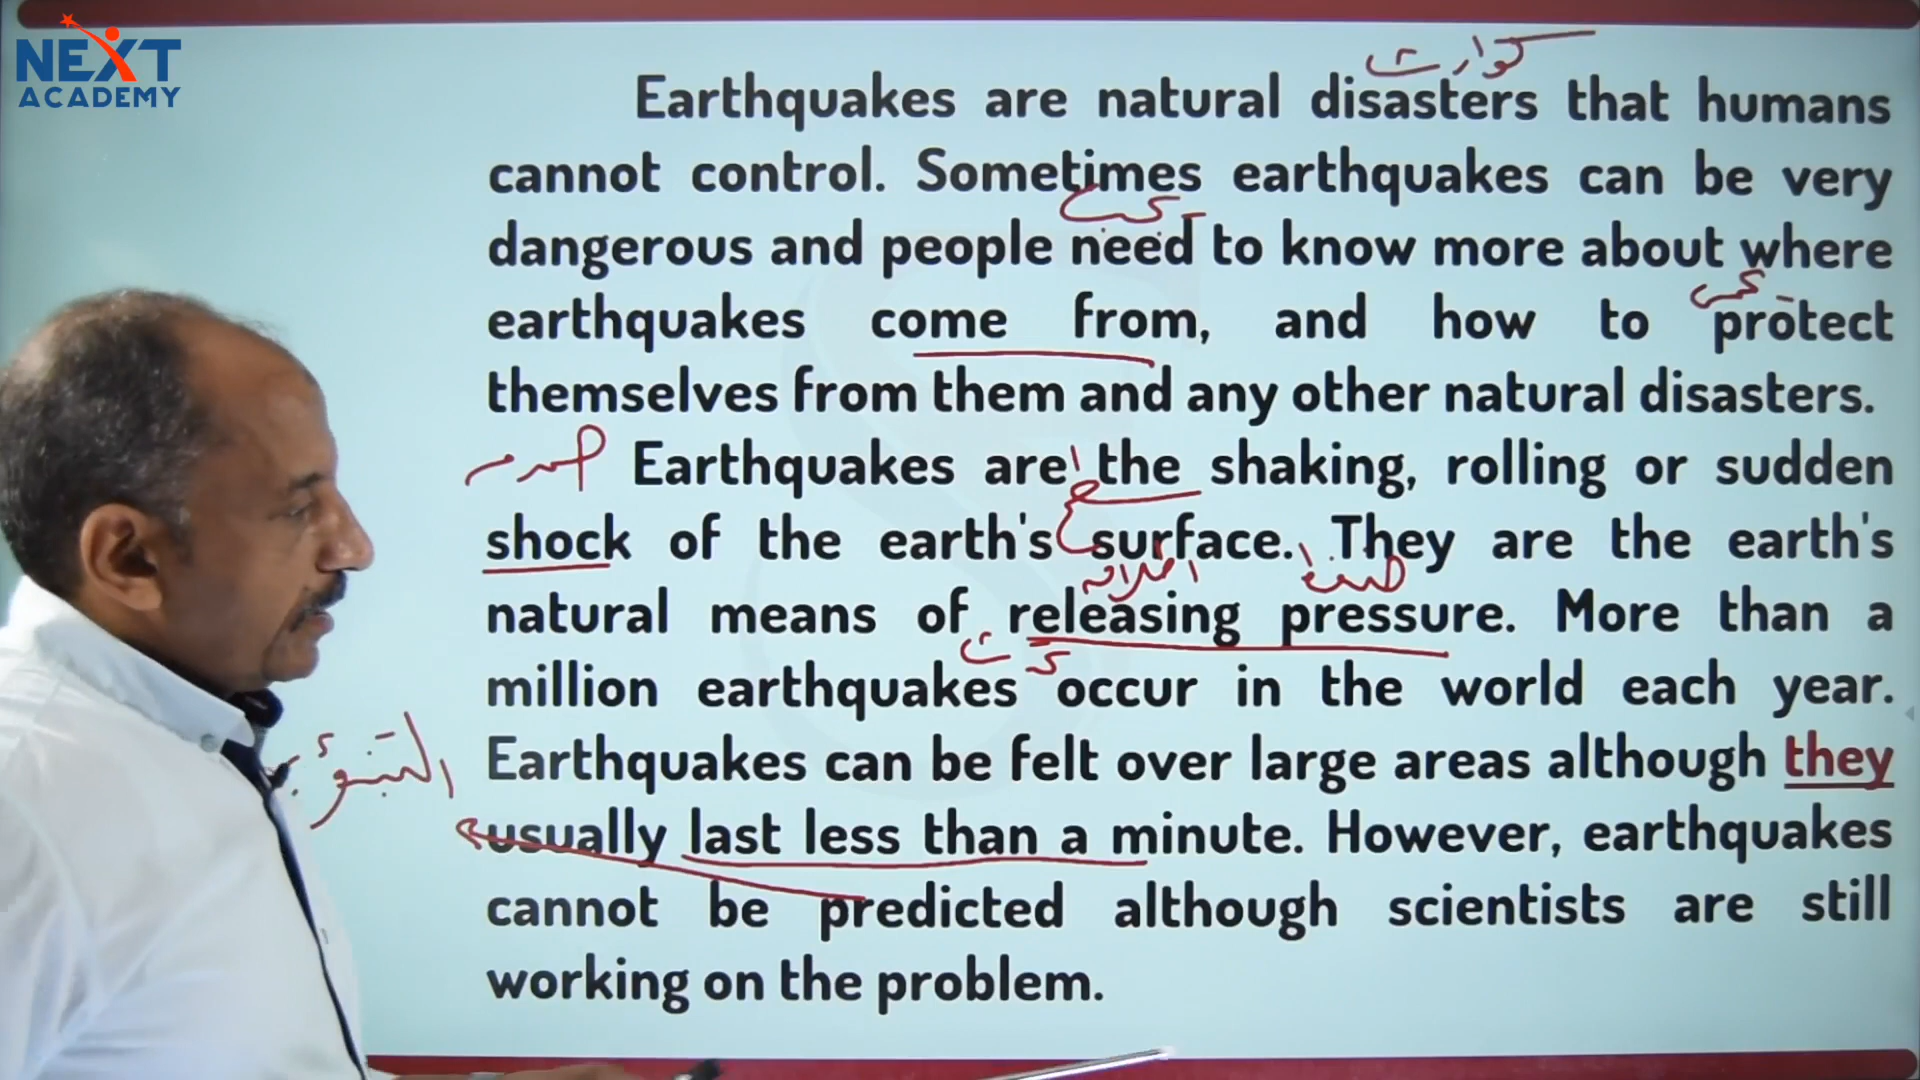 NEXT
ACADEMY
كوارث
Earthquakes are natural disasters that humans
cannot control. Sometimes earthquakes can be very
dangerous and people need to know more about where
earthquakes come from, and how to protect
themselves from them and any other natural disasters.
Earthquakes are the shaking, rolling or sudden
shock of the earth's surface. They are the earth's
natural means of releasing pressure. More than a
million earthquakes occur in the world each year.
التنبؤ
Earthquakes can be felt over large areas although they
usually last less than a minute. However, earthquakes
cannot be predicted although scientists are still
working on the problem.